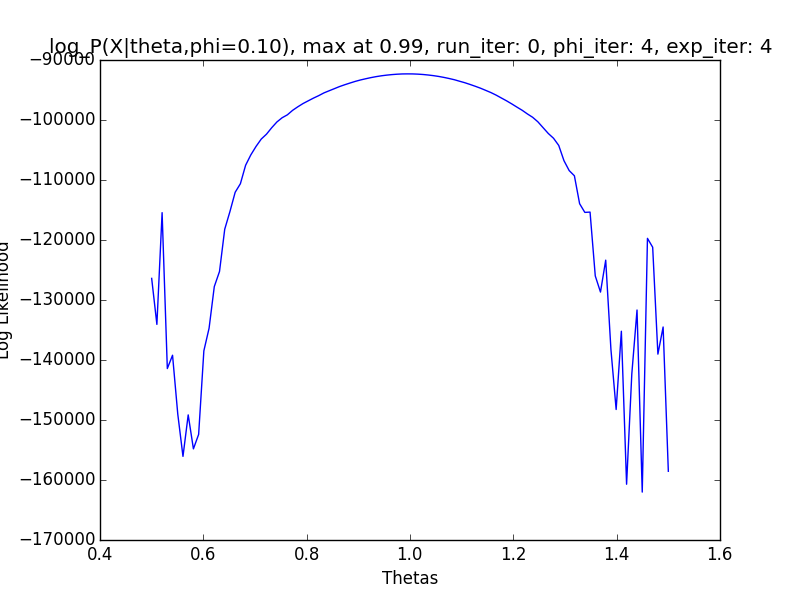 log_P(X|theta,phi=0.10), max at 0.99, run_iter: 0, phi_iter: 4, exp_iter: 4
−90000
−100000
−110000
−120000
−130000
−140000
−150000
−160000
−170000
Log Likelihood
0.4 0.6 0.8 1.0 1.2 1.4 1.6
Thetas